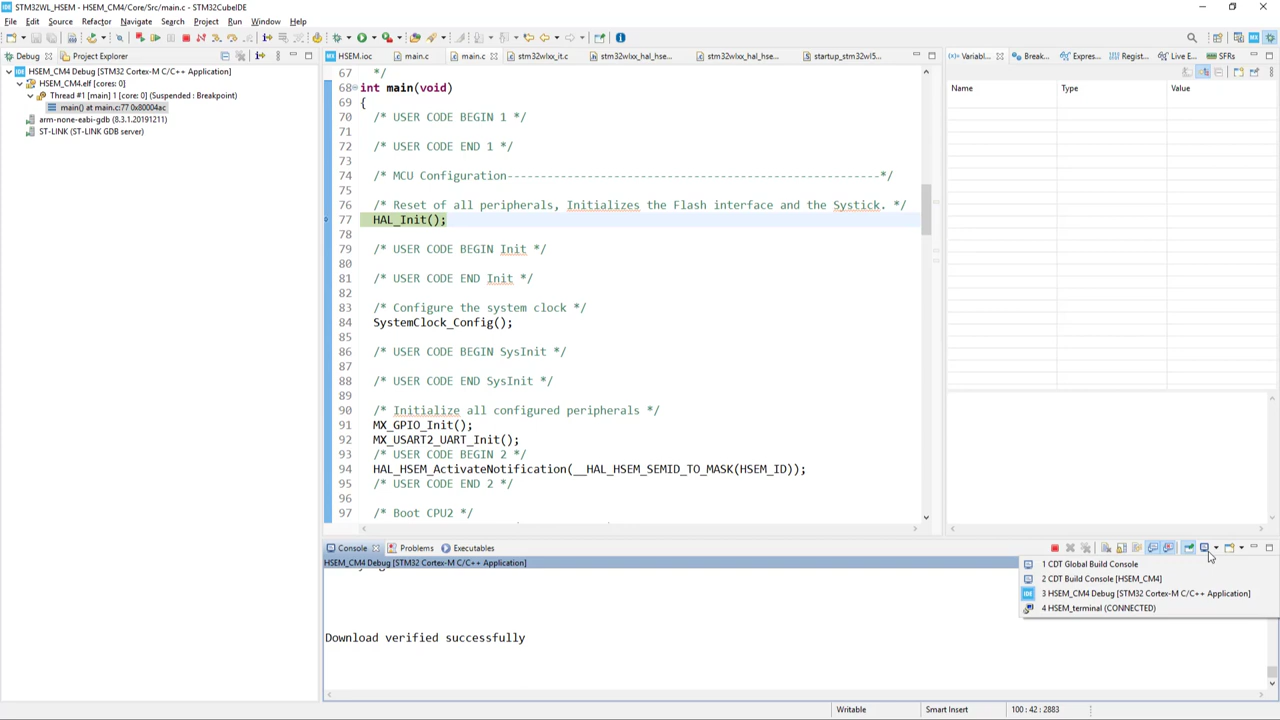 STM32WL_HSEM - HSEM_CM4/Core/Src/main.c - STM32CubeIDE
File Edit Source Refactor Navigate Search Project Run Window Help
Debug Project Explorer
HSEM_CM4 Debug [STM32 Cortex-M C/C++ Application]
HSEM_CM4.elf [cores: 0]
Thread #1 [main] 1 [core: 0] (Suspended : Breakpoint)
main() at main.c:77 0x80004ac
arm-none-eabi-gdb (8.3.1.20191211)
ST-LINK (ST-LINK GDB server)
HSEM.ioc main.c main.c stm32wlxx_it.c stm32wlxx_hal_hse... stm32wlxx_hal_hse... startup_stm32wl5...
67 */
68 int main(void)
69 {
70 /* USER CODE BEGIN 1 */
71
72 /* USER CODE END 1 */
73
74 /* MCU Configuration--------------------------------------------------------*/
75
76 /* Reset of all peripherals, Initializes the Flash interface and the Systick. */
77 HAL_Init();
78
79 /* USER CODE BEGIN Init */
80
81 /* USER CODE END Init */
82
83 /* Configure the system clock */
84 SystemClock_Config();
85
86 /* USER CODE BEGIN SysInit */
87
88 /* USER CODE END SysInit */
89
90 /* Initialize all configured peripherals */
91 MX_GPIO_Init();
92 MX_USART2_UART_Init();
93 /* USER CODE BEGIN 2 */
94 HAL_HSEM_ActivateNotification(__HAL_HSEM_SEMID_TO_MASK(HSEM_ID));
95 /* USER CODE END 2 */
96
97 /* Boot CPU2 */
Variabl... Break... Expres... Regist... Live E... SFRs
Name Type Value
Console Problems Executables
HSEM_CM4 Debug [STM32 Cortex-M C/C++ Application]
Download verified successfully
1 CDT Global Build Console
2 CDT Build Console [HSEM_CM4]
3 HSEM_CM4 Debug [STM32 Cortex-M C/C++ Application]
4 HSEM_terminal (CONNECTED)
Writable Smart Insert 100 : 42 : 2883